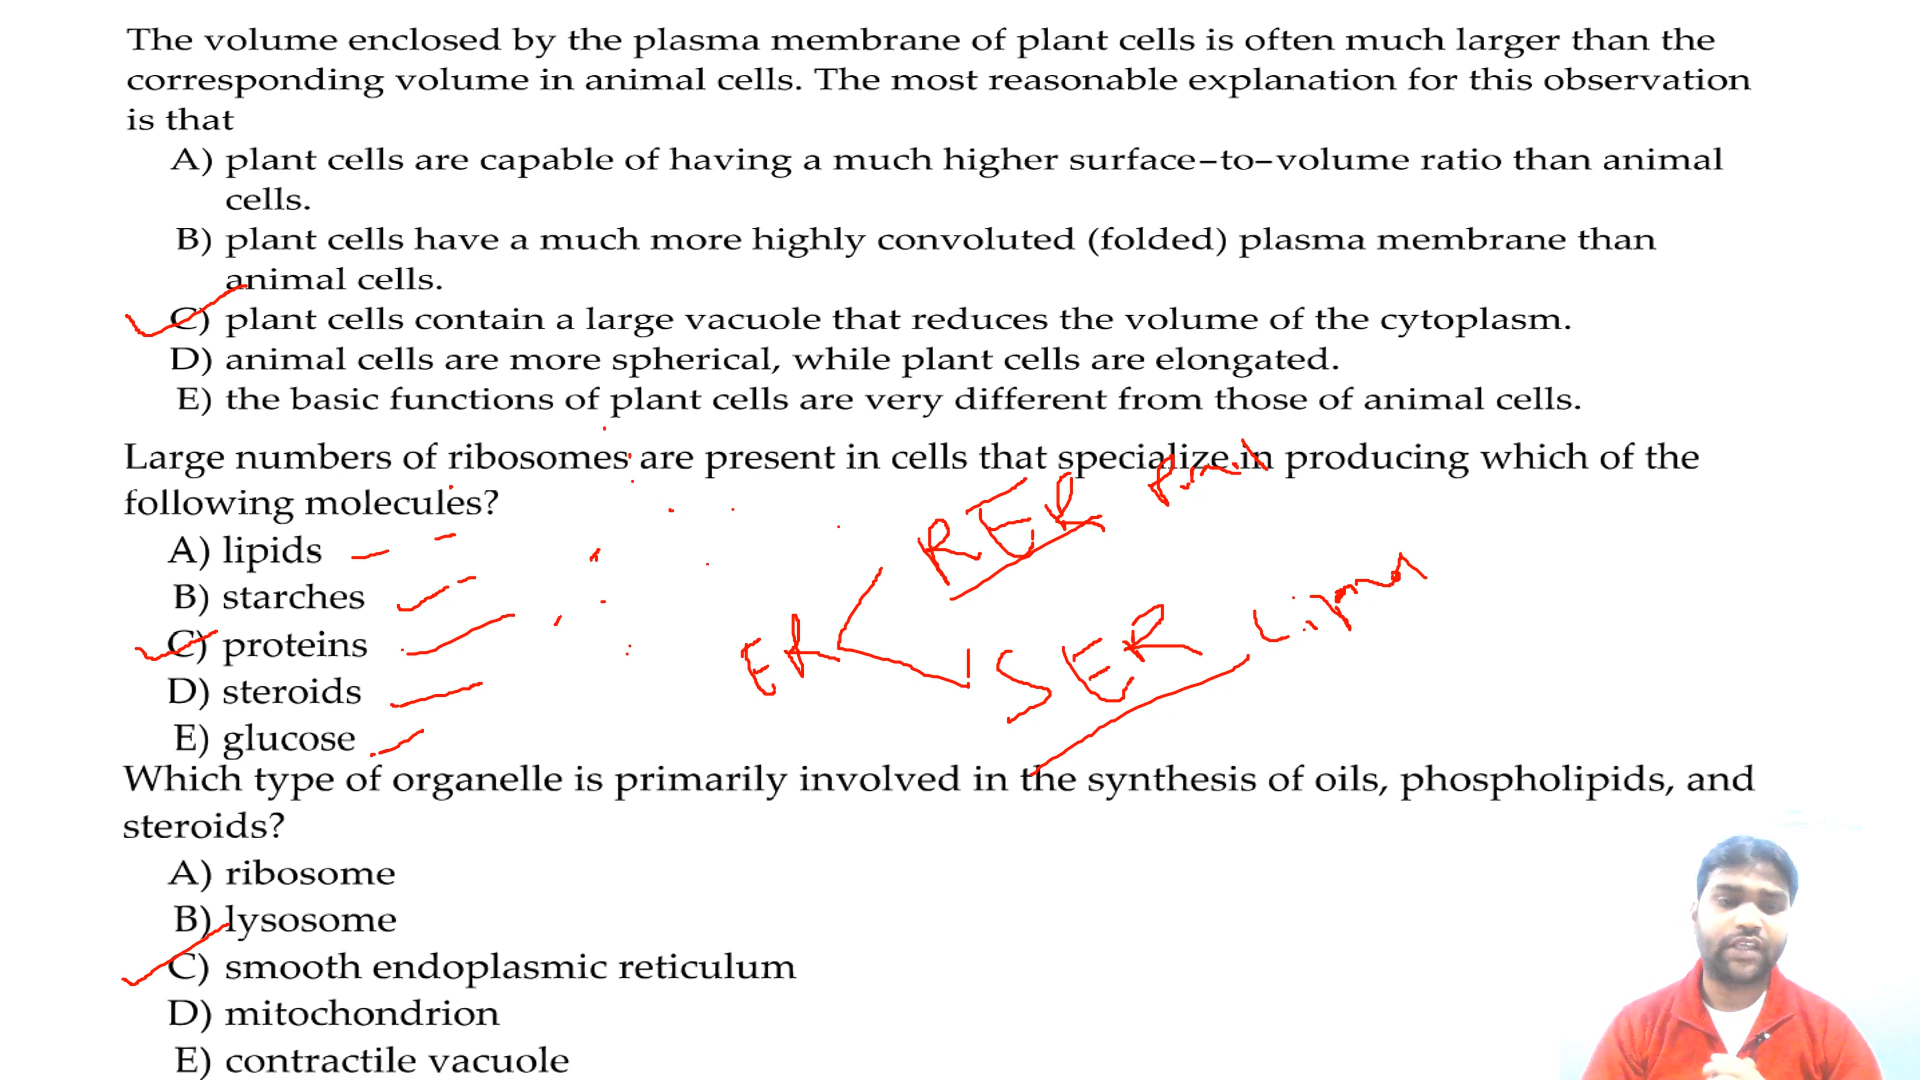 The volume enclosed by the plasma membrane of plant cells is often much larger than the
corresponding volume in animal cells. The most reasonable explanation for this observation
is that
A) plant cells are capable of having a much higher surface-to-volume ratio than animal
cells.
B) plant cells have a much more highly convoluted (folded) plasma membrane than
animal cells.
C) plant cells contain a large vacuole that reduces the volume of the cytoplasm.
D) animal cells are more spherical, while plant cells are elongated.
E) the basic functions of plant cells are very different from those of animal cells.
Large numbers of ribosomes are present in cells that specialize in producing which of the
following molecules?
A) lipids
B) starches
C) proteins
D) steroids
E) glucose
RER
ER
SER
Which type of organelle is primarily involved in the synthesis of oils, phospholipids, and
steroids?
A) ribosome
B) lysosome
C) smooth endoplasmic reticulum
D) mitochondrion
E) contractile vacuole